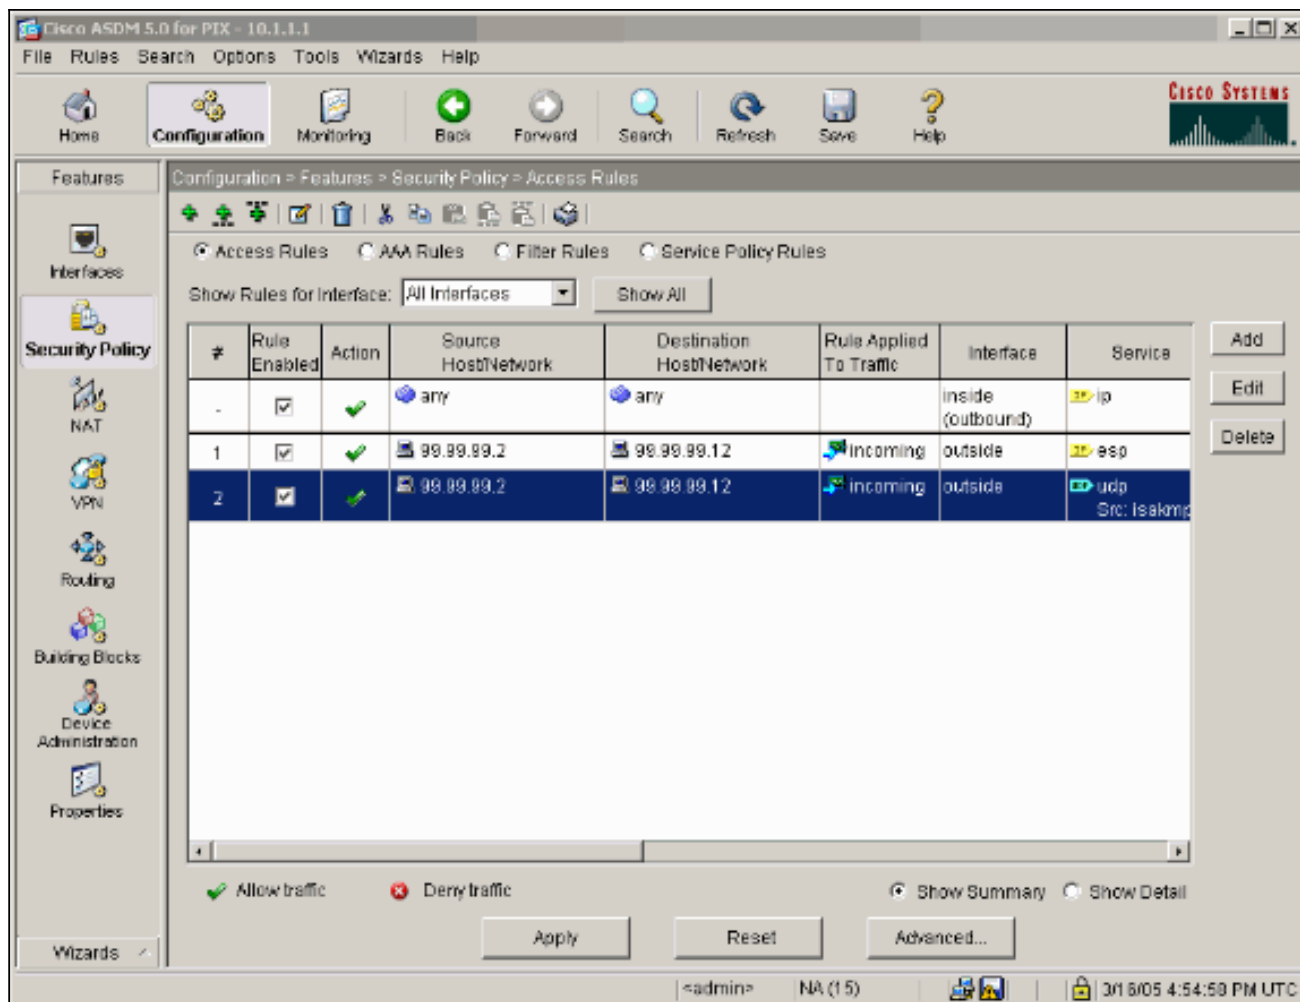 Cisco ASDM 5.0 for PIX - 10.1.1.1
File Rules Search Options Tools Wizards Help
Home Configuration Monitoring Back Forward Search Refresh Save Help
CISCO SYSTEMS
Features
Configuration > Features > Security Policy > Access Rules
Interfaces
Security Policy
NAT
VPN
Routing
Building Blocks
Device
Administration
Properties
Wizards
Access Rules AAA Rules Filter Rules Service Policy Rules
Show Rules for Interface: All Interfaces Show All
# Rule Enabled Action Source Host/Network Destination Host/Network Rule Applied To Traffic Interface Service
- any any inside (outbound) IP ip
1 99.99.99.2 99.99.99.12 incoming outside IP esp
2 99.99.99.2 99.99.99.12 incoming outside udp
Src: isakmp
Add
Edit
Delete
Allow traffic Deny traffic Show Summary Show Detail
Apply Reset Advanced...
<admin> NA (15) 3/16/05 4:54:58 PM UTC